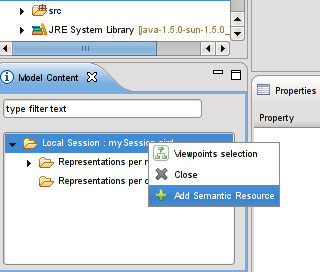 src
JRE System Library [java-1.5.0-sun-1.5.0
Model Content
type filter text
Local Session : mySession
Representations per
Representations per
Viewpoints selection
Close
Add Semantic Resource
Properties
Property